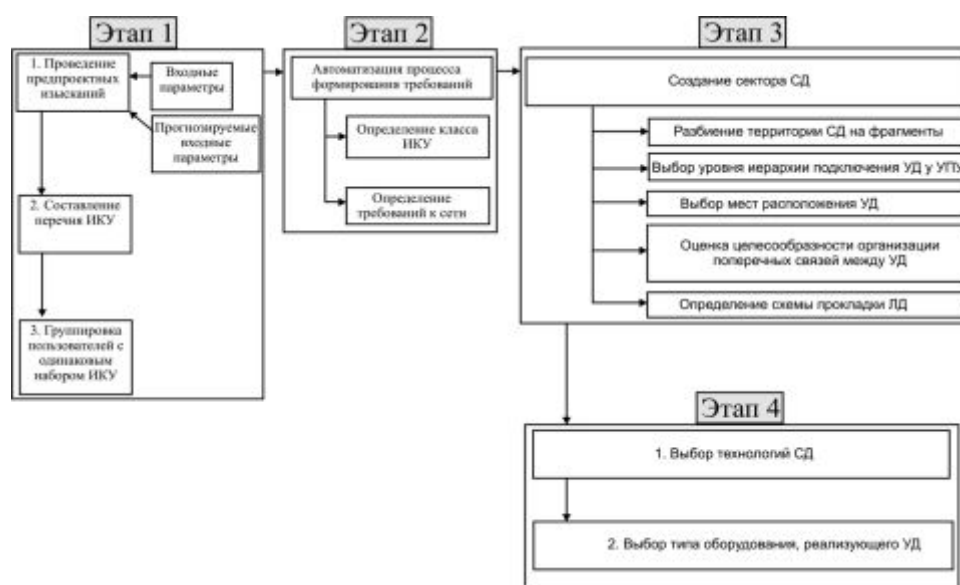 Этап 1
1. Проведение
предпроектных
изысканий
Входные
параметры
Прогнозируемые
входные
параметры
2. Составление
перечня ИКУ
3. Группировка
пользователей с
одинаковым
набором ИКУ
Этап 2
Автоматизация процесса
формирования требований
Определение класса
ИКУ
Определение
требований к сети
Этап 3
Создание сектора СД
Разбиение территории СД на фрагменты
Выбор уровня иерархии подключения УД у УПУ
Выбор мест расположения УД
Оценка целесообразности организации
поперечных связей между УД
Определение схемы прокладки ЛД
Этап 4
1. Выбор технологий СД
2. Выбор типа оборудования, реализующего УД